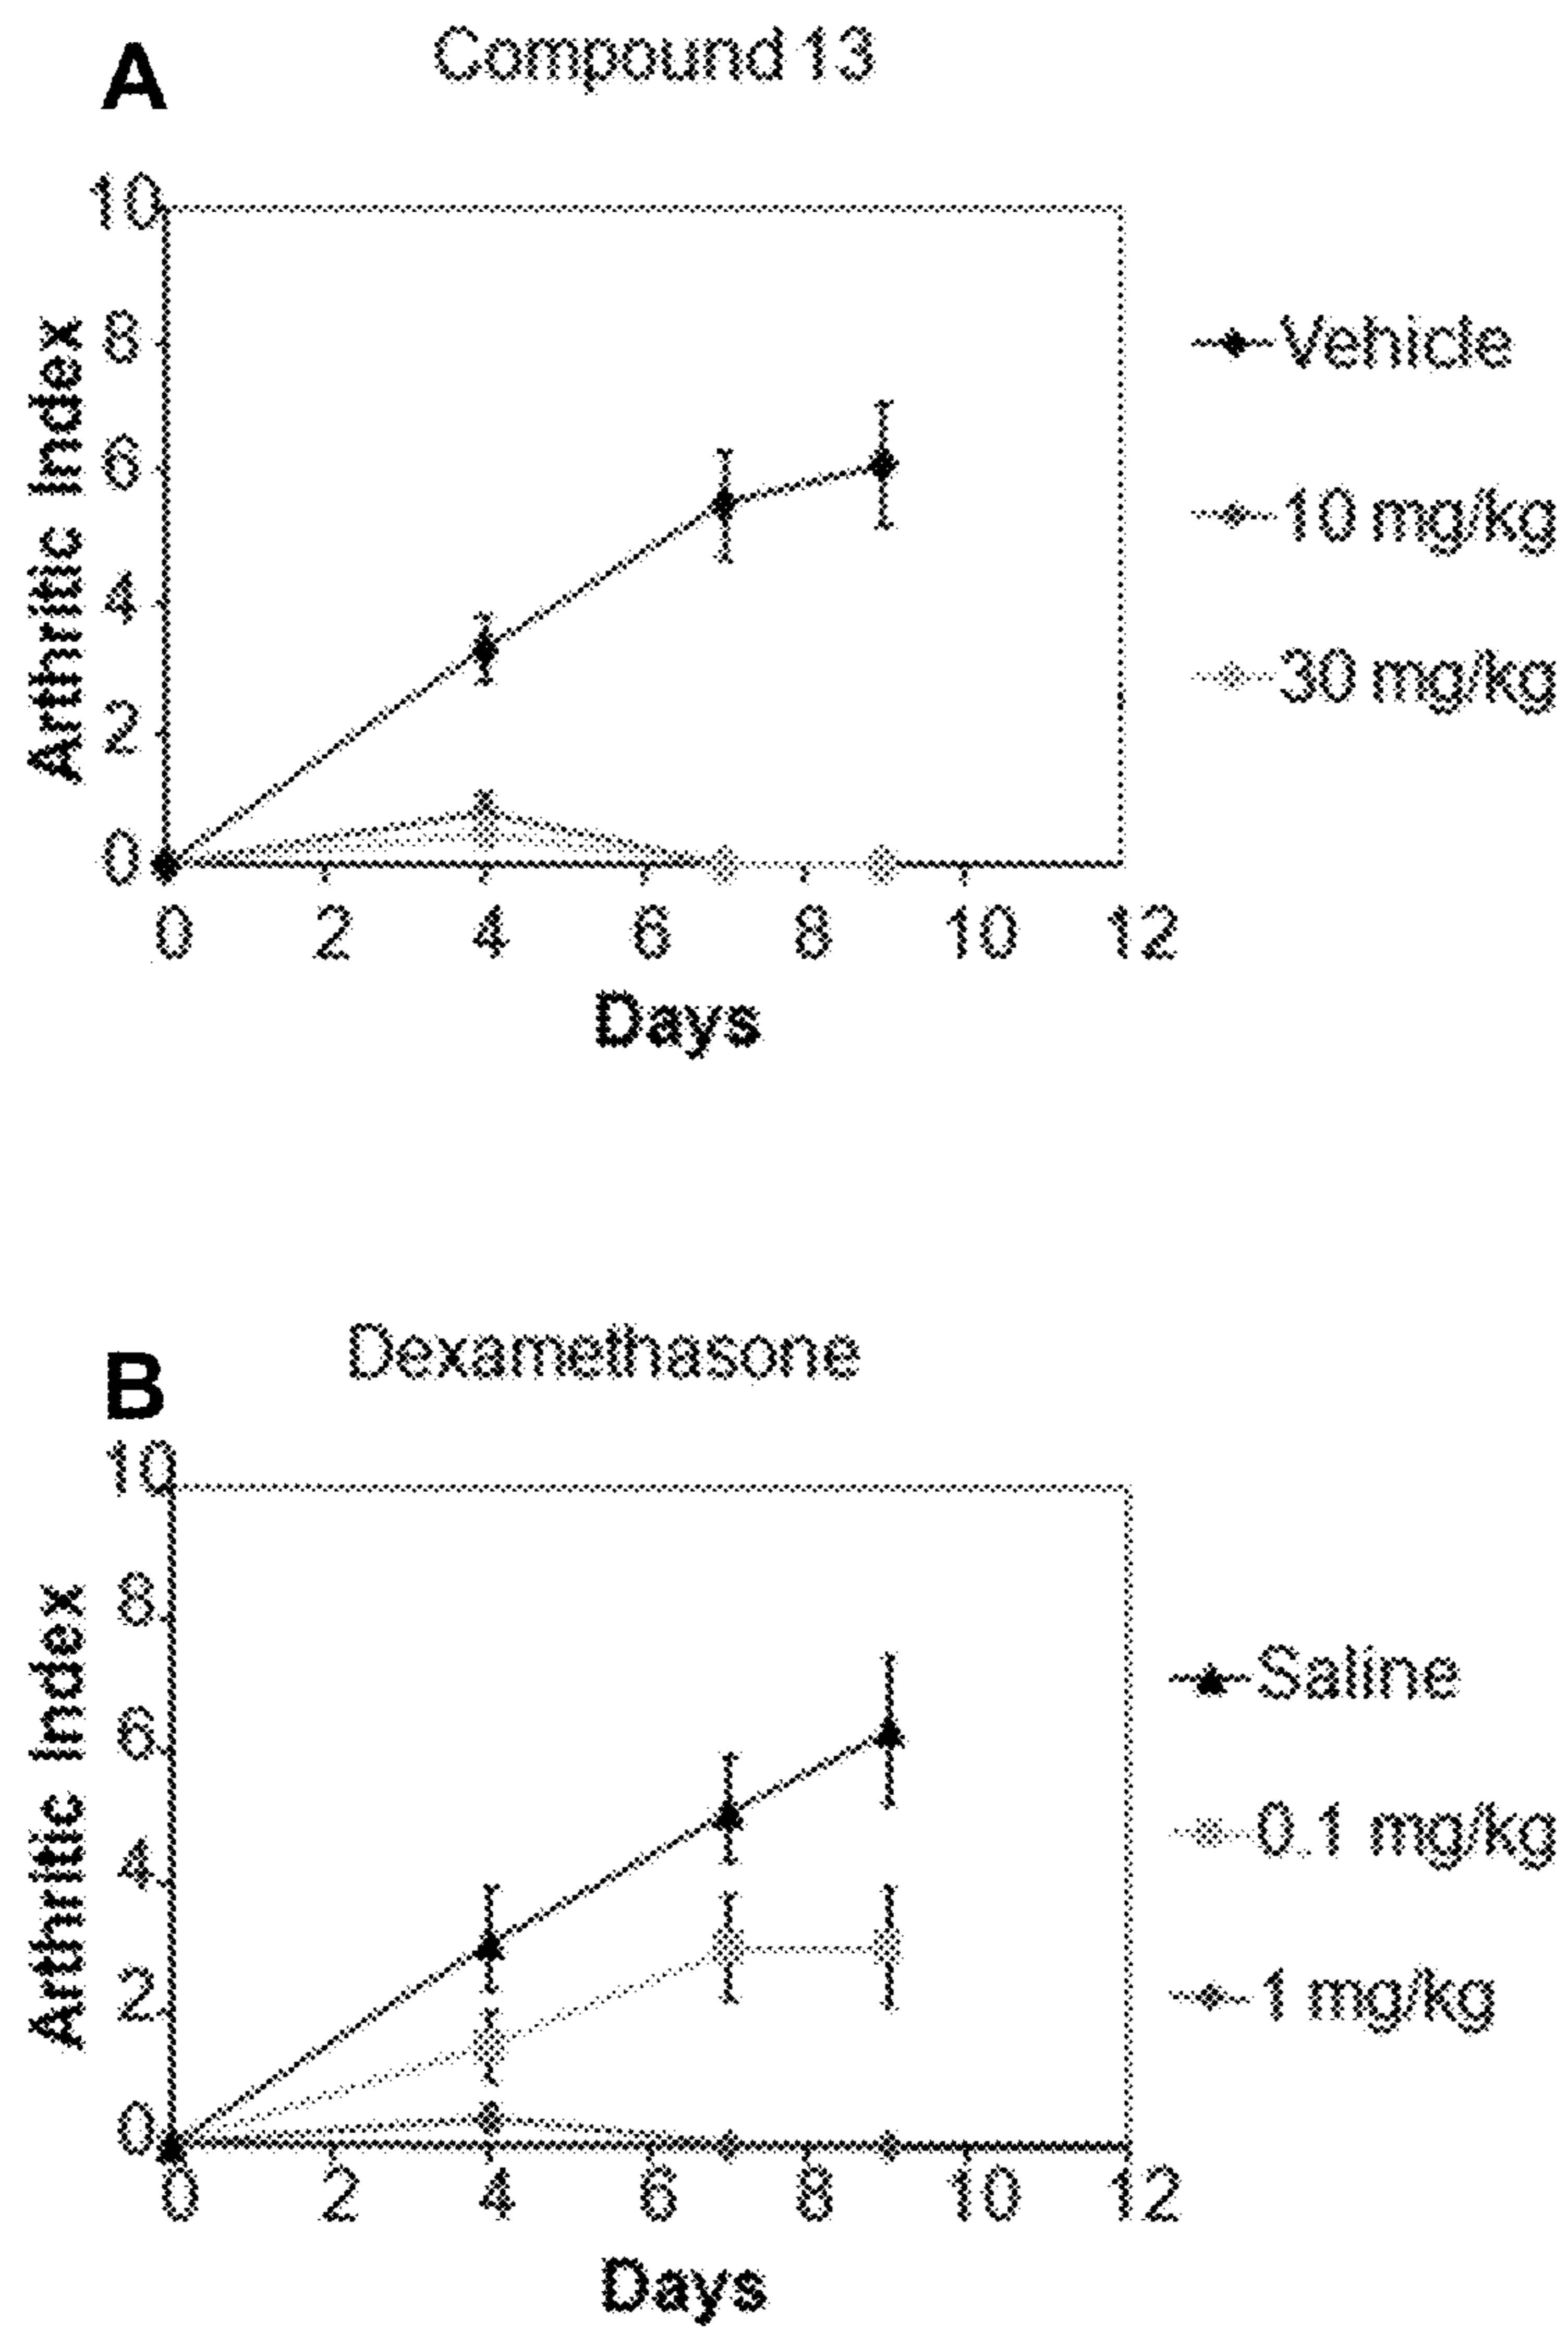 A
Compound 13
10
8
6
4
2
0
Arthritic Index
0 2 4 6 8 10 12
Days
Vehicle
10 mg/kg
30 mg/kg
B
Dexamethasone
10
8
6
4
2
0
Arthritic Index
0 2 4 6 8 10 12
Days
Saline
0.1 mg/kg
1 mg/kg